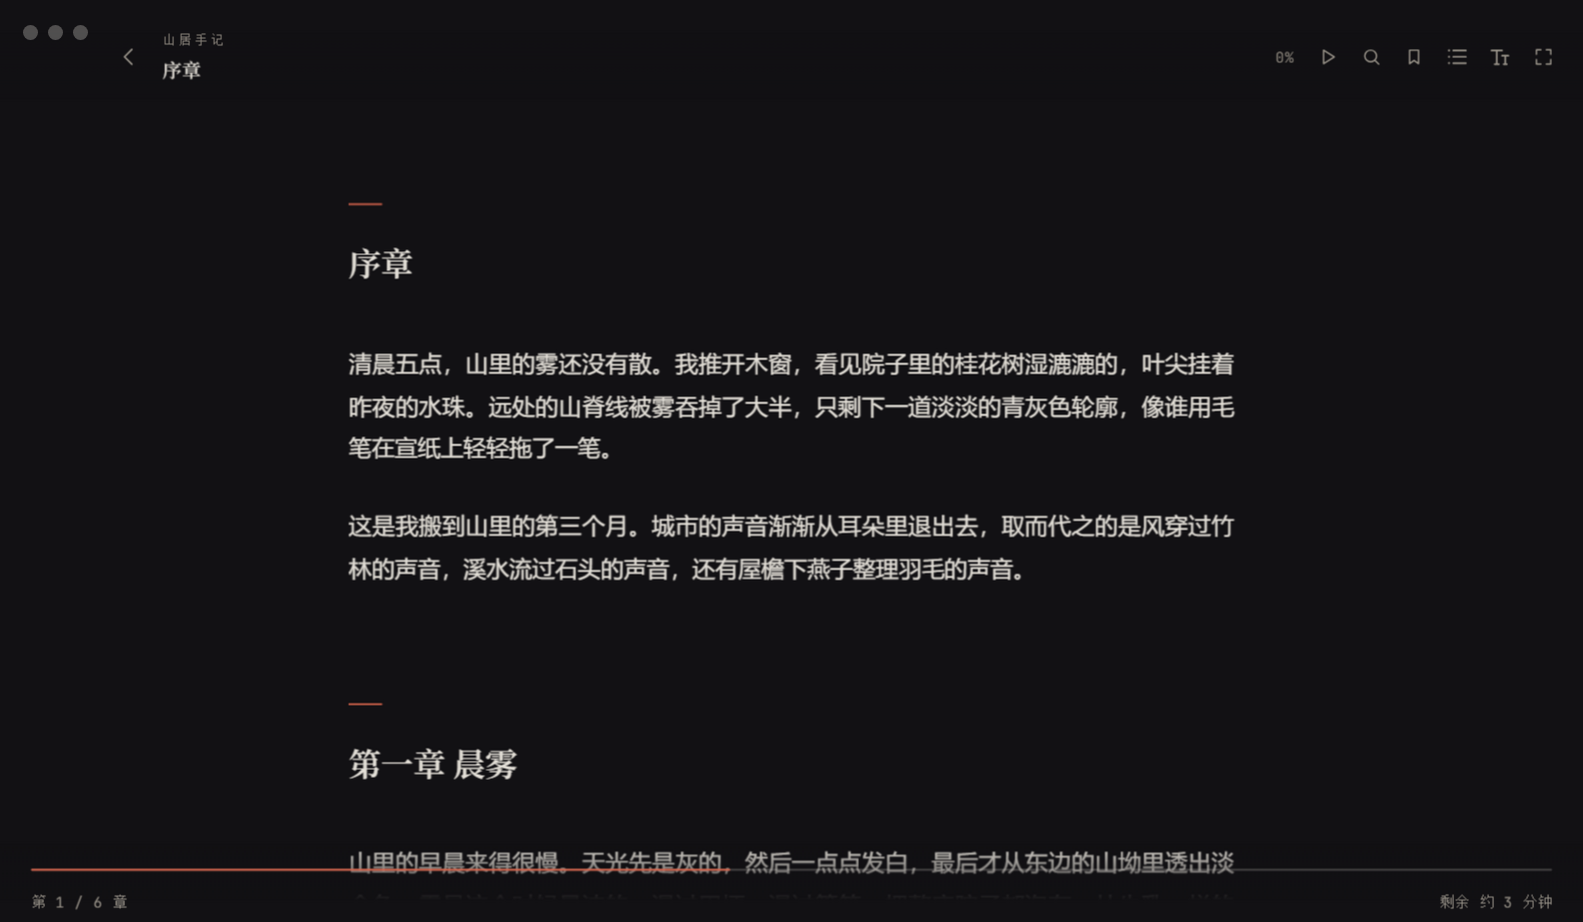 山居手记
序章
0%
序章
清晨五点，山里的雾还没有散。我推开木窗，看见院子里的桂花树湿漉漉的，叶尖挂着
昨夜的水珠。远处的山脊线被雾吞掉了大半，只剩下一道淡淡的青灰色轮廓，像谁用毛
笔在宣纸上轻轻拖了一笔。
这是我搬到山里的第三个月。城市的声音渐渐从耳朵里退出去，取而代之的是风穿过竹
林的声音，溪水流过石头的声音，还有屋檐下燕子整理羽毛的声音。
第一章 晨雾
山里的早晨来得很慢。天光先是灰的，然后一点点发白，最后才从东边的山坳里透出淡
第 1 / 6 章
剩余 约 3 分钟